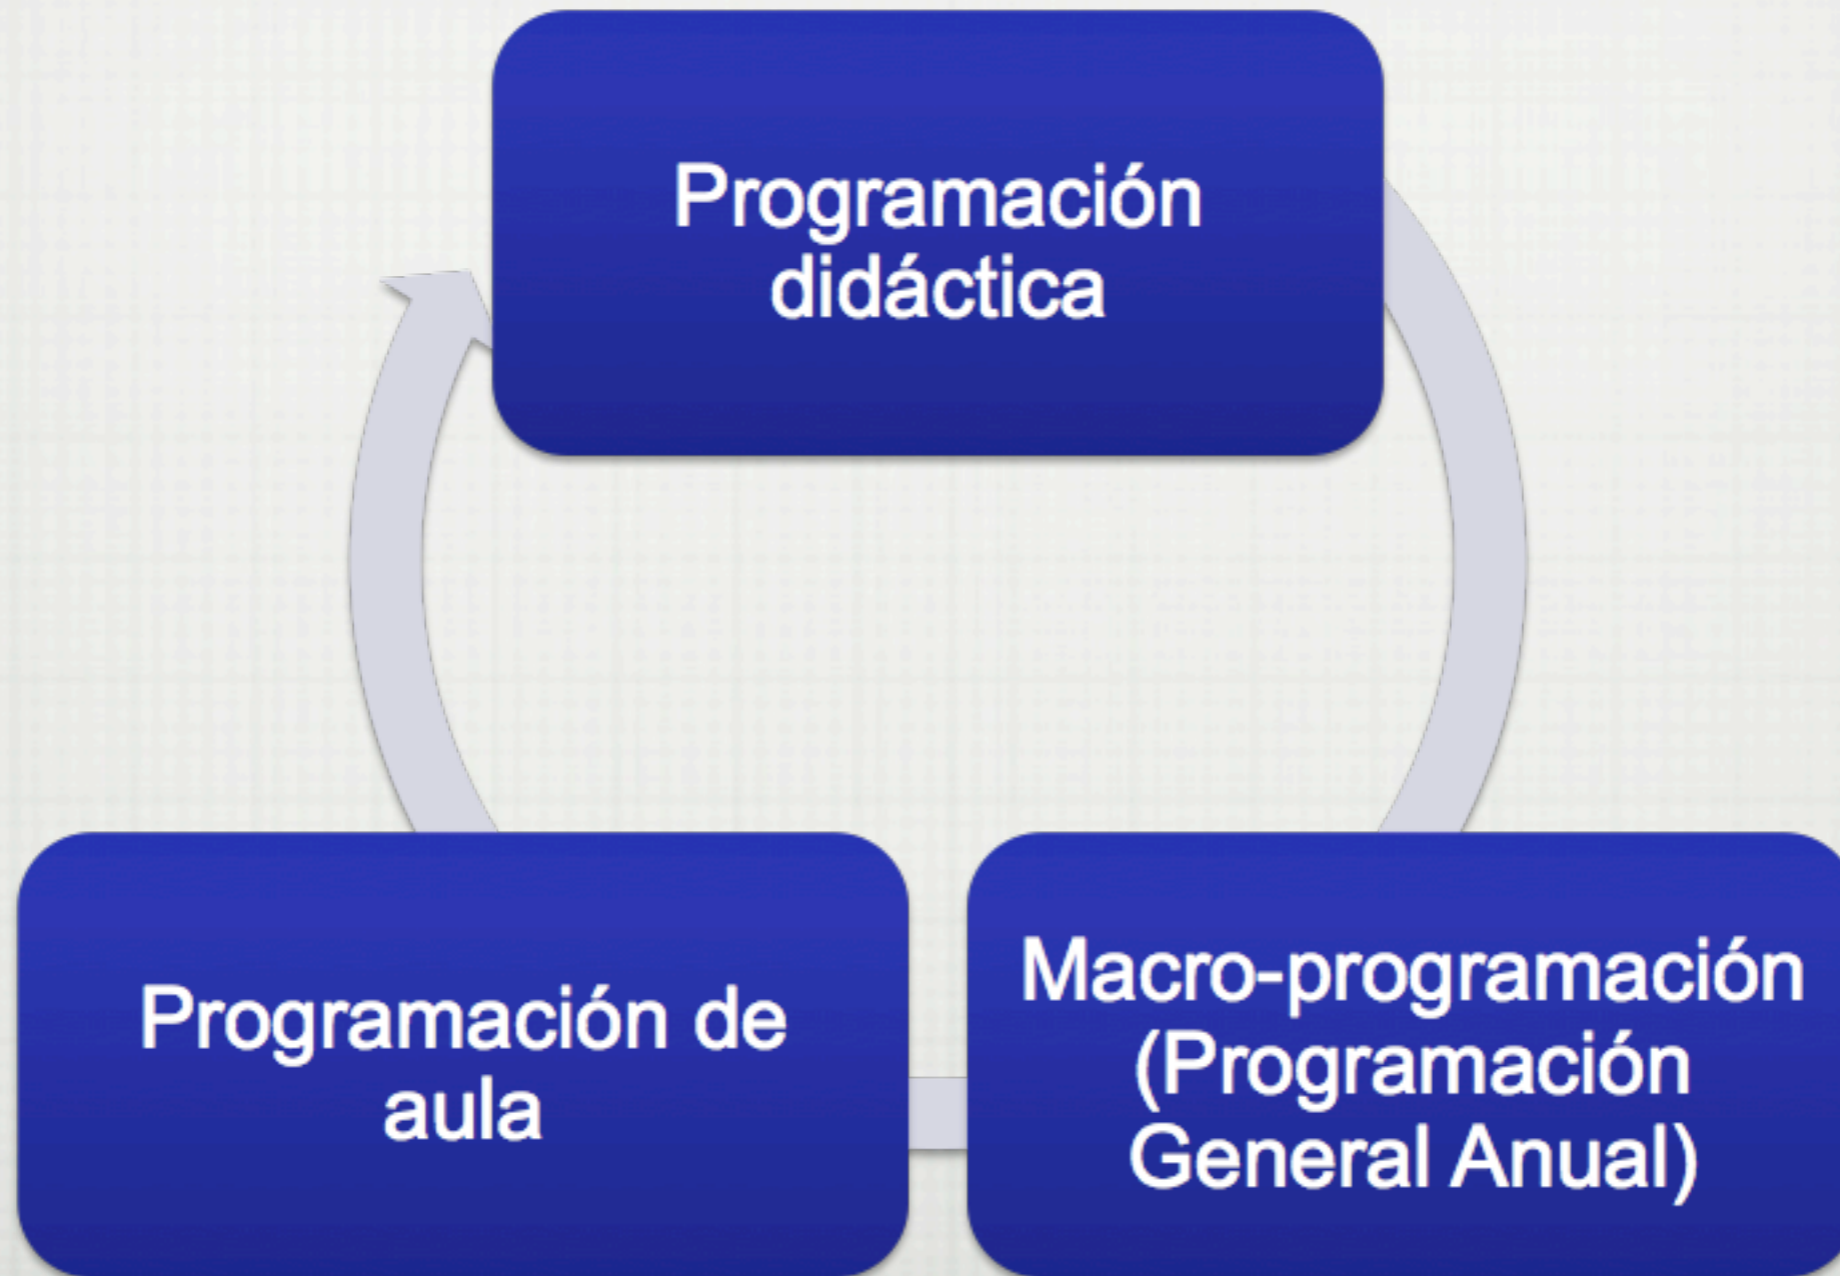 Programación
didáctica
Programación de
aula
Macro-programación
(Programación
General Anual)